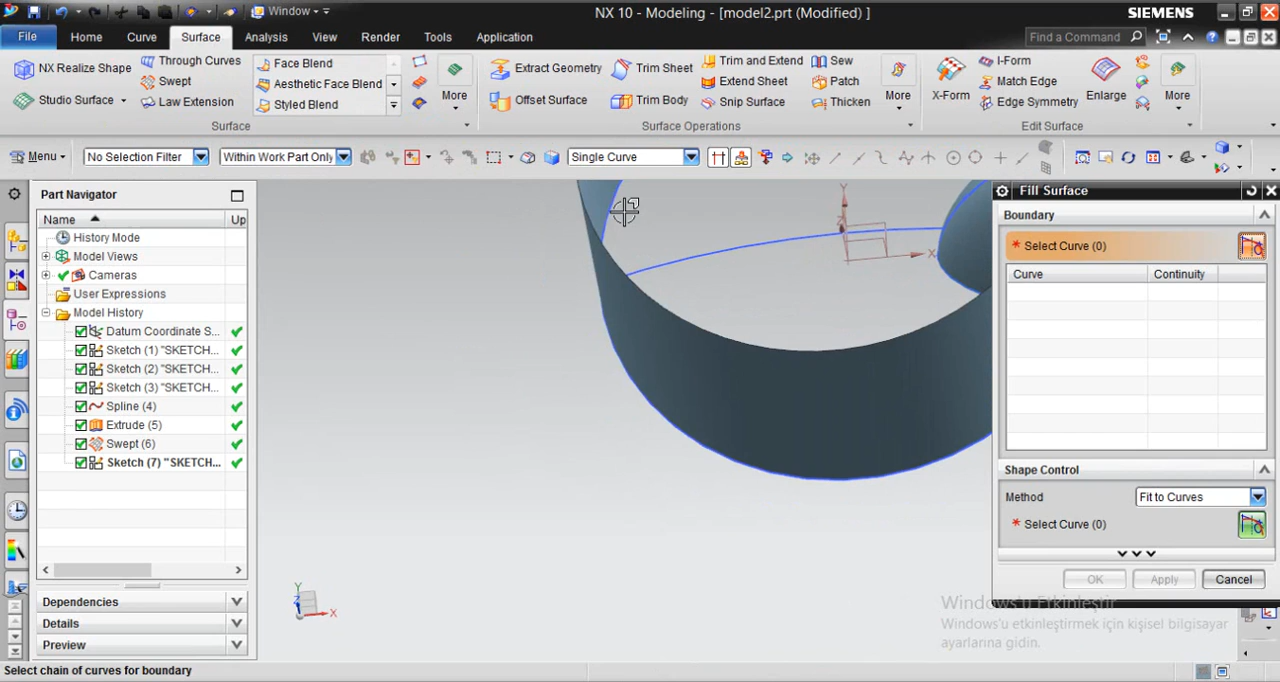 NX 10 - Modeling - [model2.prt (Modified) ]
SIEMENS
Window
File Home Curve Surface Analysis View Render Tools Application
Find a Command
NX Realize Shape
Studio Surface
Through Curves
Swept
Law Extension
Face Blend
Aesthetic Face Blend
Styled Blend
More
Surface
Extract Geometry
Offset Surface
Trim Sheet
Trim Body
Trim and Extend
Extend Sheet
Snip Surface
Sew
Patch
Thicken
More
Surface Operations
X-Form
I-Form
Match Edge
Edge Symmetry
Enlarge
More
Edit Surface
Menu
No Selection Filter
Within Work Part Only
Single Curve
Part Navigator
Name Up
History Mode
Model Views
Cameras
User Expressions
Model History
Datum Coordinate S...
Sketch (1) "SKETCH...
Sketch (2) "SKETCH...
Sketch (3) "SKETCH...
Spline (4)
Extrude (5)
Swept (6)
Sketch (7) "SKETCH...
Dependencies
Details
Preview
Y
X
Y
Z
X
Fill Surface
Boundary
* Select Curve (0)
Curve Continuity
Shape Control
Method Fit to Curves
* Select Curve (0)
OK Apply Cancel
Windows'u Etkinleştir
Windows'u etkinleştirmek için kişisel bilgisayar
ayarlarına gidin.
Select chain of curves for boundary